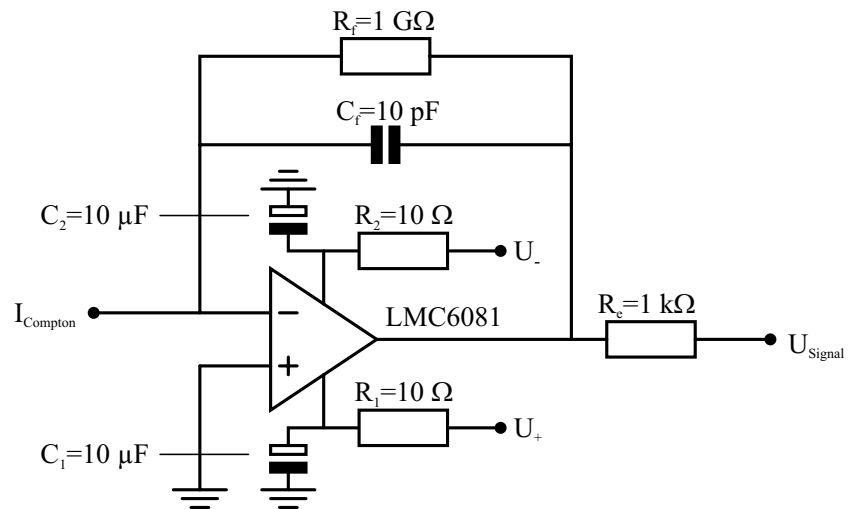 R_f=1 GΩ
C_f=10 pF
C_2=10 µF
R_2=10 Ω
U_-
I_Compton
−
LMC6081
R_e=1 kΩ
+
U_Signal
R_1=10 Ω
U_+
C_1=10 µF